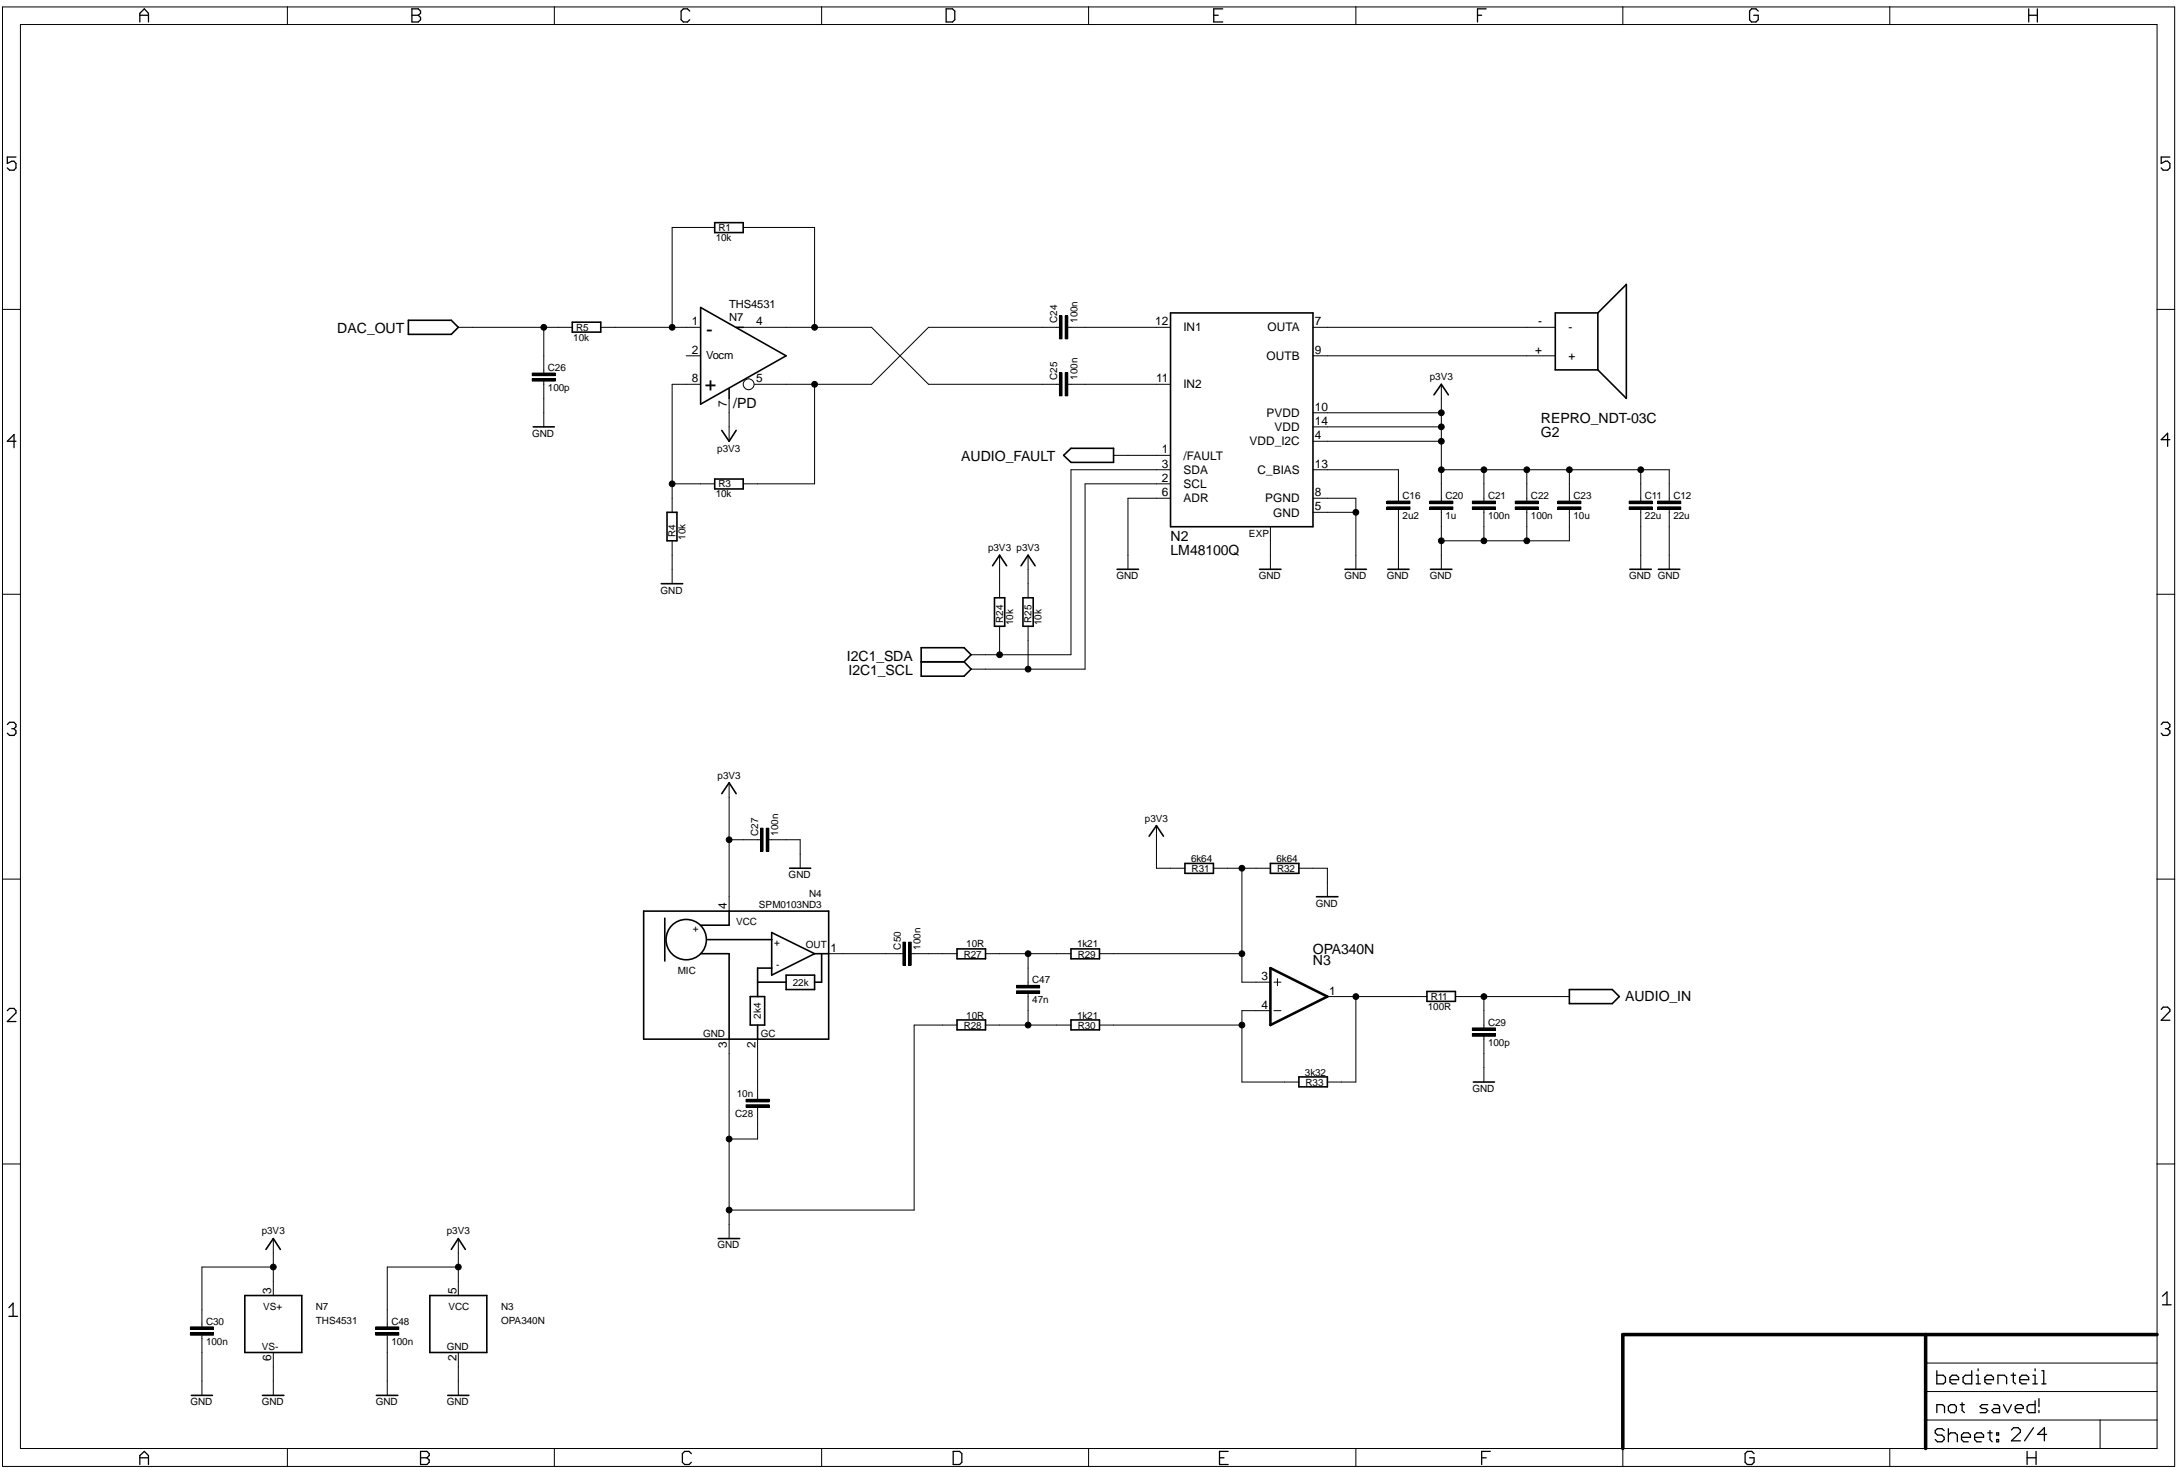 A B C D E F G H
5 5
R1
10k
THS4531
N7
DAC_OUT
R5
10k
1
-
4
2
Vocm
8
+
5
7
/PD
p3V3
C26
100p
GND
R3
10k
R4
10k
GND
C24
100n
C25
100n
12 IN1 OUTA 7
OUTB 9
11 IN2
PVDD 10
VDD 14
VDD_I2C 4
AUDIO_FAULT
1 /FAULT
3 SDA C_BIAS 13
2 SCL
6 ADR PGND 8
GND 5
EXP
N2
LM48100Q
GND GND GND GND GND GND GND
- -
+ +
REPRO_NDT-03C
G2
p3V3
C16
2u2
C20
1u
C21
100n
C22
100n
C23
10u
C11
22u
C12
22u
4 4
p3V3 p3V3
R24
10k
R25
10k
I2C1_SDA
I2C1_SCL
3 3
p3V3
C27
100n
GND
N4
SPM0103ND3
4
VCC
+
MIC
+
-
OUT 1
22k
2k4
GND GC
3 2
10n
C28
GND
C50
100n
10R
R27
1k21
R29
C47
47n
10R
R28
1k21
R30
p3V3
6k64
R31
6k64
R32
GND
OPA340N
N3
3 +
4 −
1
3k32
R33
R11
100R
AUDIO_IN
C29
100p
GND
2 2
p3V3
3
VS+
VS-
6
N7
THS4531
C30
100n
GND GND
p3V3
5
VCC
GND
2
N3
OPA340N
C48
100n
GND GND
1 1
bedienteil
not saved!
Sheet: 2/4
A B C D E F G H